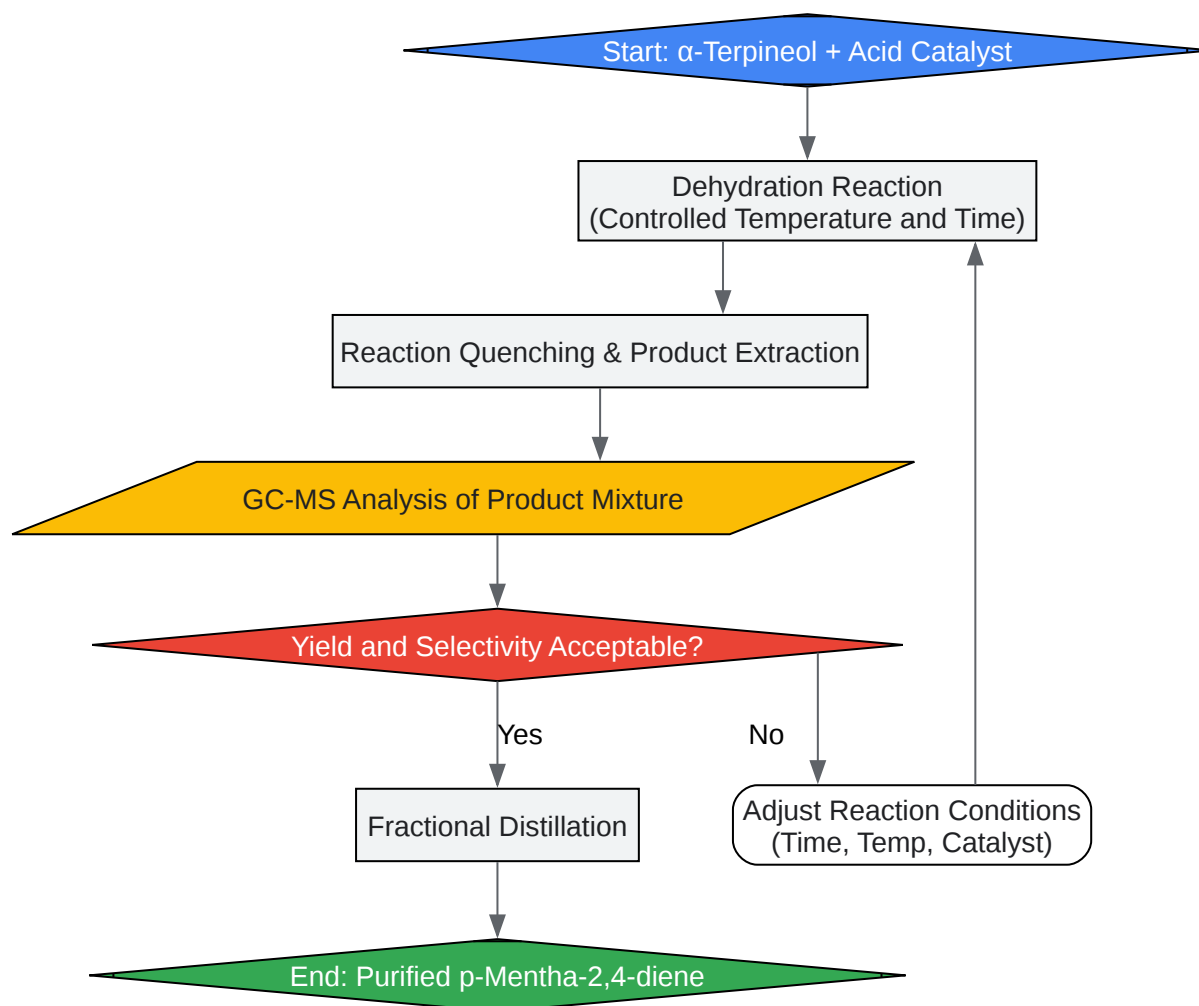 Start: α-Terpineol + Acid Catalyst
Dehydration Reaction
(Controlled Temperature and Time)
Reaction Quenching & Product Extraction
GC-MS Analysis of Product Mixture
Yield and Selectivity Acceptable?
Yes
No
Fractional Distillation
Adjust Reaction Conditions
(Time, Temp, Catalyst)
End: Purified p-Mentha-2,4-diene